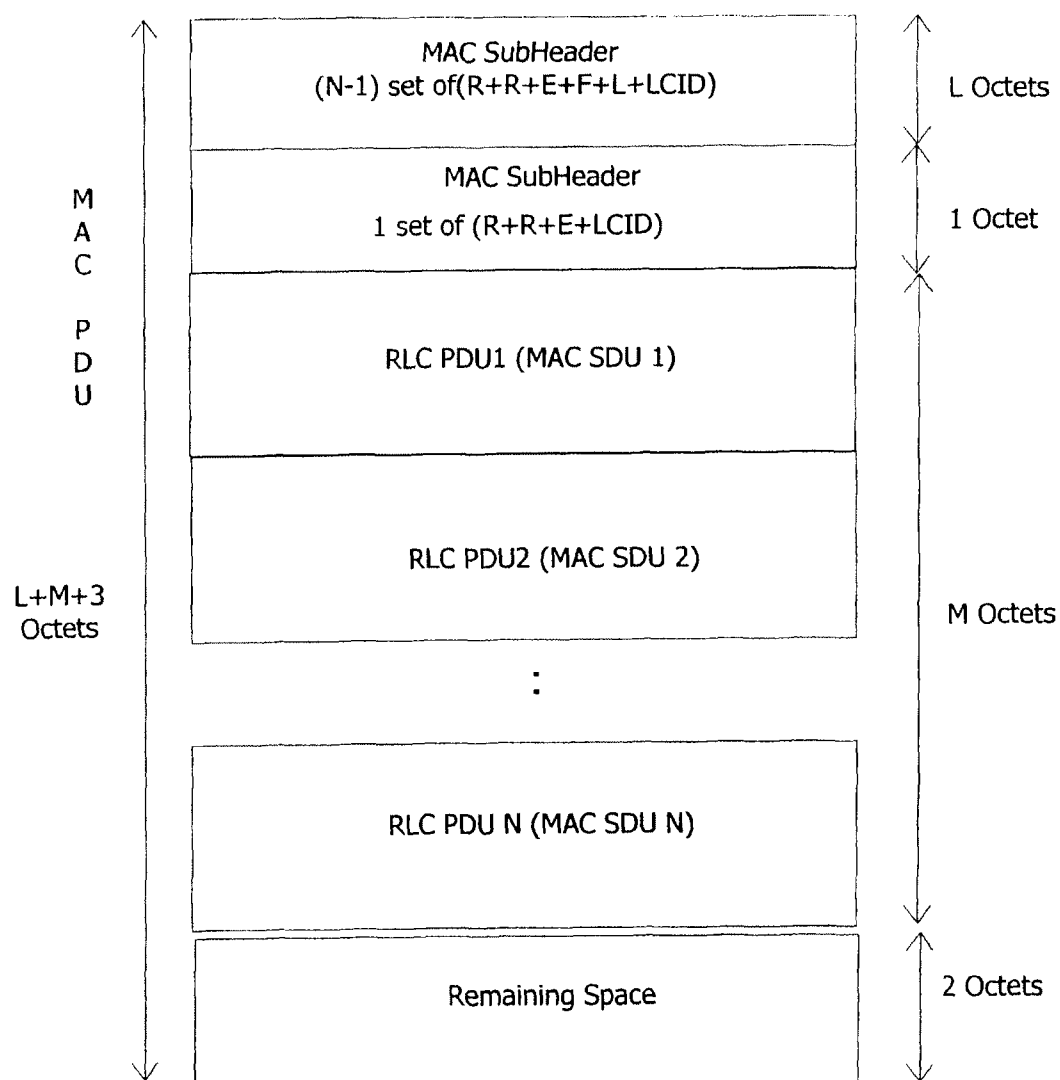 MAC SubHeader
(N-1) set of(R+R+E+F+L+LCID)
L Octets
MAC SubHeader
1 set of (R+R+E+LCID)
1 Octet
M
A
C
P
D
U
RLC PDU1 (MAC SDU 1)
RLC PDU2 (MAC SDU 2)
L+M+3
Octets
M Octets
:
RLC PDU N (MAC SDU N)
Remaining Space
2 Octets